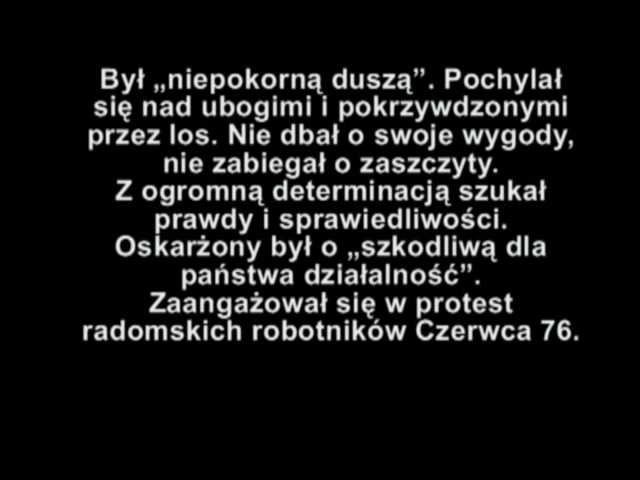 Był „niepokorną duszą”. Pochylał
się nad ubogimi i pokrzywdzonymi
przez los. Nie dbał o swoje wygody,
nie zabiegał o zaszczyty.
Z ogromną determinacją szukał
prawdy i sprawiedliwości.
Oskarżony był o „szkodliwą dla
państwa działalność”.
Zaangażował się w protest
radomskich robotników Czerwca 76.